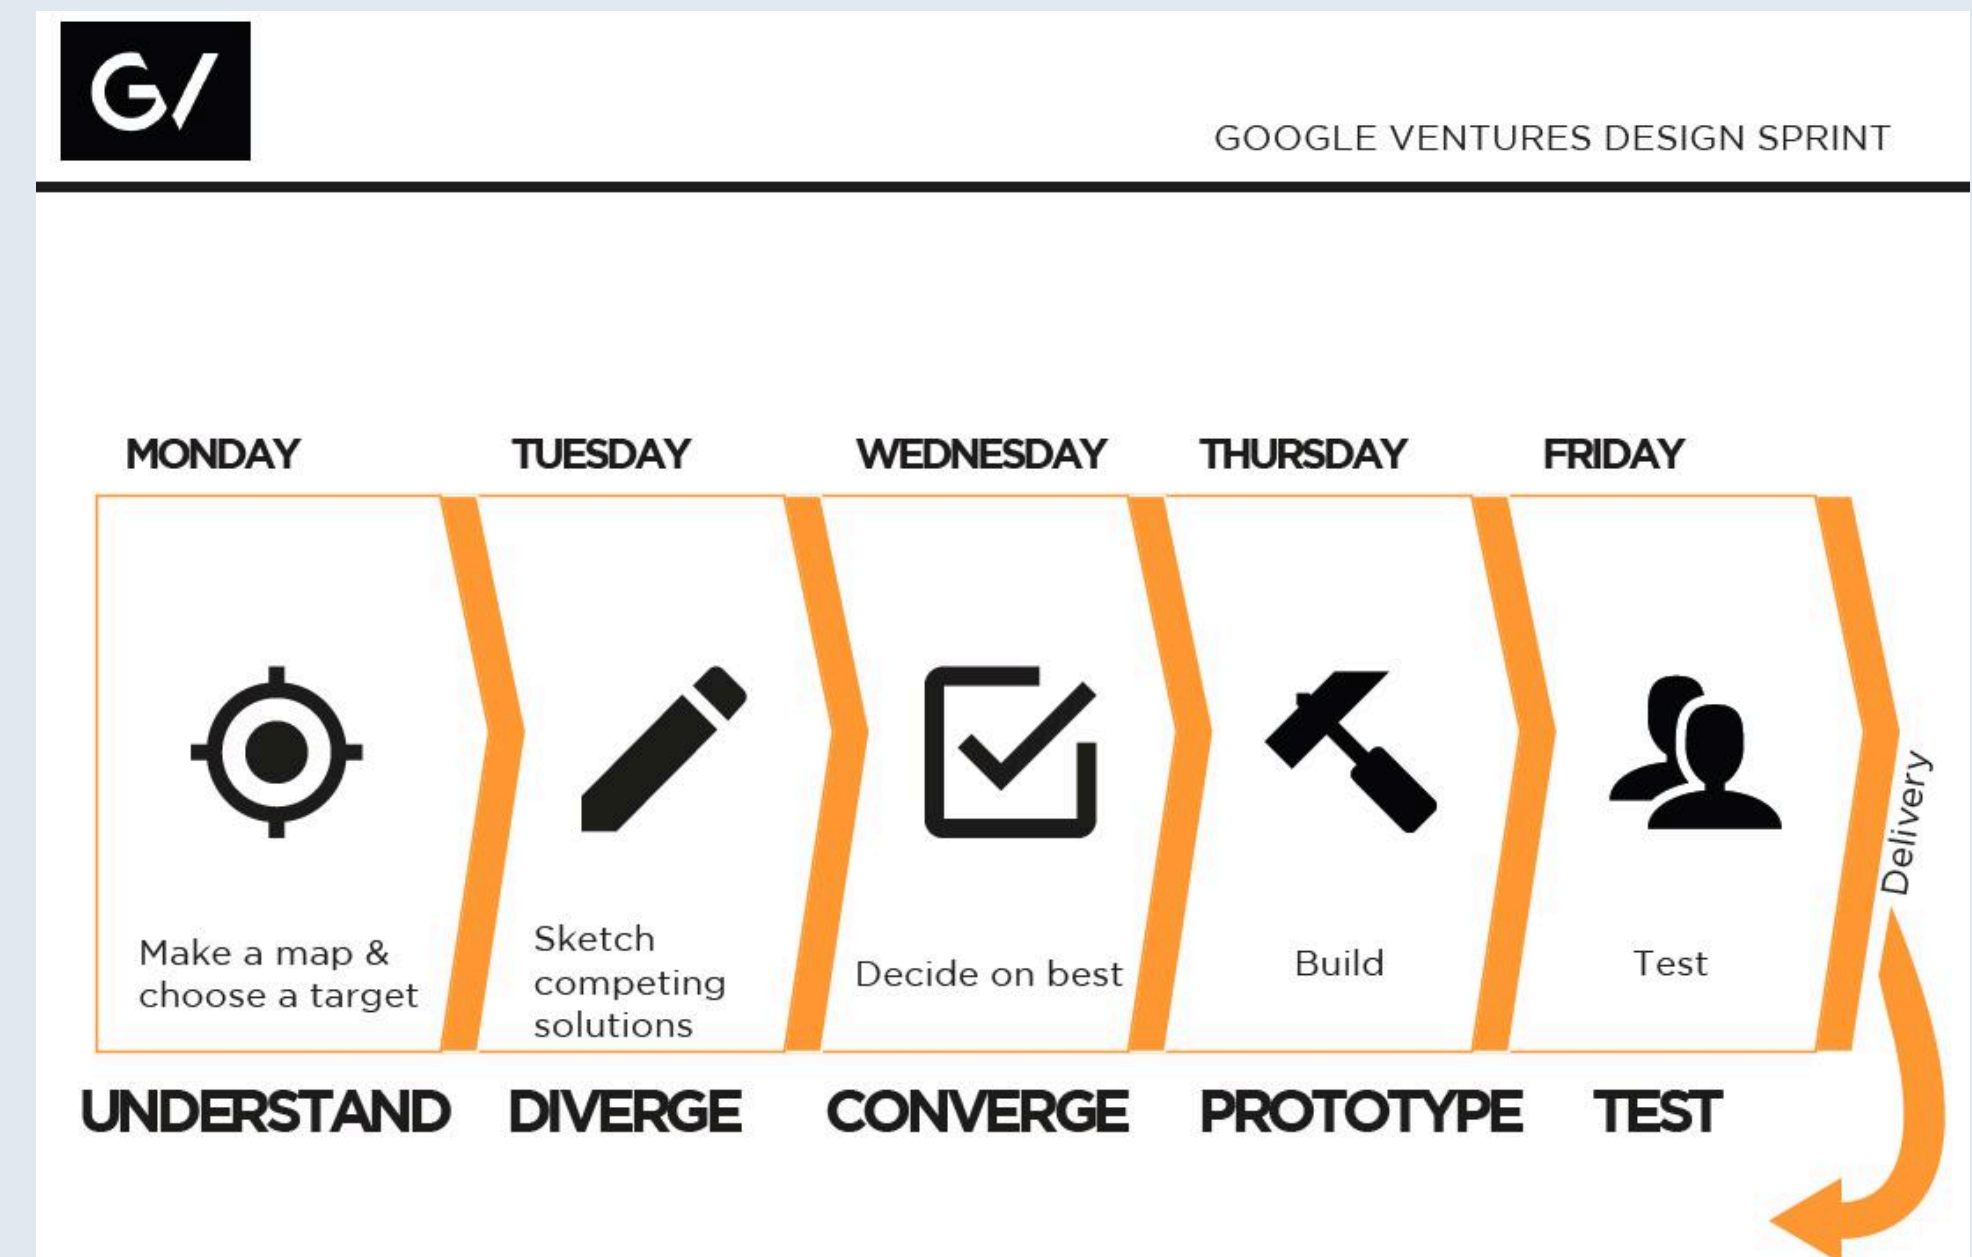 GV
GOOGLE VENTURES DESIGN SPRINT
MONDAY
TUESDAY
WEDNESDAY
THURSDAY
FRIDAY
Make a map &
choose a target
Sketch
competing
solutions
Decide on best
Build
Test
Delivery
UNDERSTAND
DIVERGE
CONVERGE
PROTOTYPE
TEST